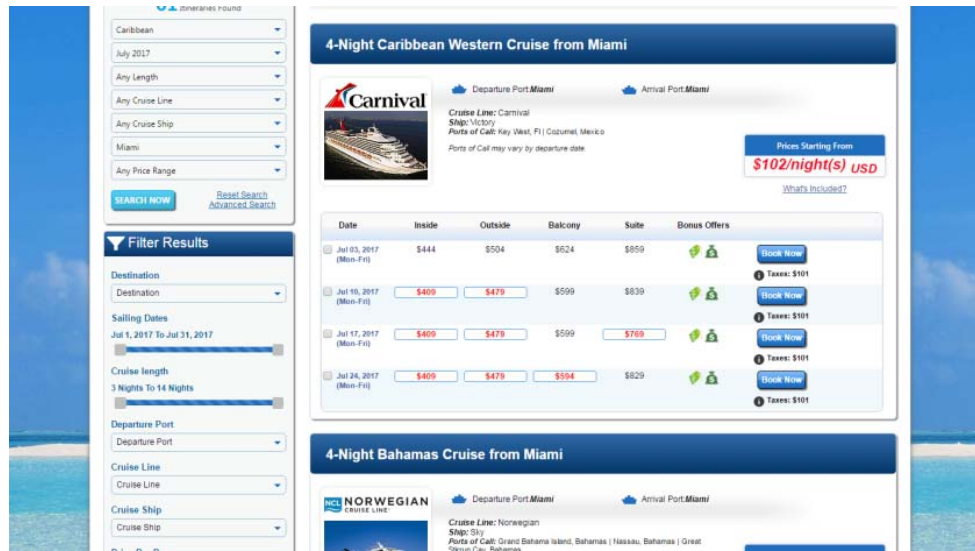 Itineraries Found
Caribbean
July 2017
Any Length
Any Cruise Line
Any Cruise Ship
Miami
Any Price Range
SEARCH NOW
Reset Search
Advanced Search
Filter Results
Destination
Destination
Sailing Dates
Jul 1, 2017 To Jul 31, 2017
Cruise length
3 Nights To 14 Nights
Departure Port
Departure Port
Cruise Line
Cruise Line
Cruise Ship
Cruise Ship
4-Night Caribbean Western Cruise from Miami
Carnival
Departure Port:Miami Arrival Port:Miami
Cruise Line: Carnival
Ship: Victory
Ports of Call: Key West, Fl | Cozumel, Mexico
Ports of Call may vary by departure date.
Prices Starting From
$102/night(s) USD
What's Included?
Date Inside Outside Balcony Suite Bonus Offers
Jul 03, 2017 $444 $504 $624 $859 Book Now
(Mon-Fri) Taxes: $101
Jul 10, 2017 $409 $479 $599 $839 Book Now
(Mon-Fri) Taxes: $101
Jul 17, 2017 $409 $479 $599 $769 Book Now
(Mon-Fri) Taxes: $101
Jul 24, 2017 $409 $479 $594 $829 Book Now
(Mon-Fri) Taxes: $101
4-Night Bahamas Cruise from Miami
NCL NORWEGIAN
CRUISE LINE
Departure Port:Miami Arrival Port:Miami
Cruise Line: Norwegian
Ship: Sky
Ports of Call: Grand Bahama Island, Bahamas | Nassau, Bahamas | Great
Stirrup Cay, Bahamas